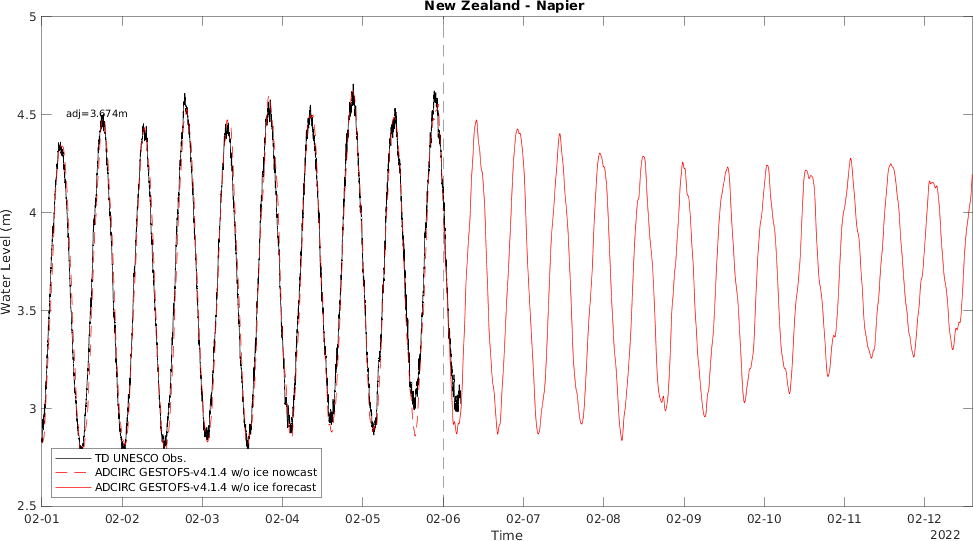 New Zealand - Napier
5
4.5
4
3.5
3
2.5
Water Level (m)
adj=3.674m
TD UNESCO Obs.
ADCIRC GESTOFS-v4.1.4 w/o ice nowcast
ADCIRC GESTOFS-v4.1.4 w/o ice forecast
02-01 02-02 02-03 02-04 02-05 02-06 02-07 02-08 02-09 02-10 02-11 02-12
Time
2022